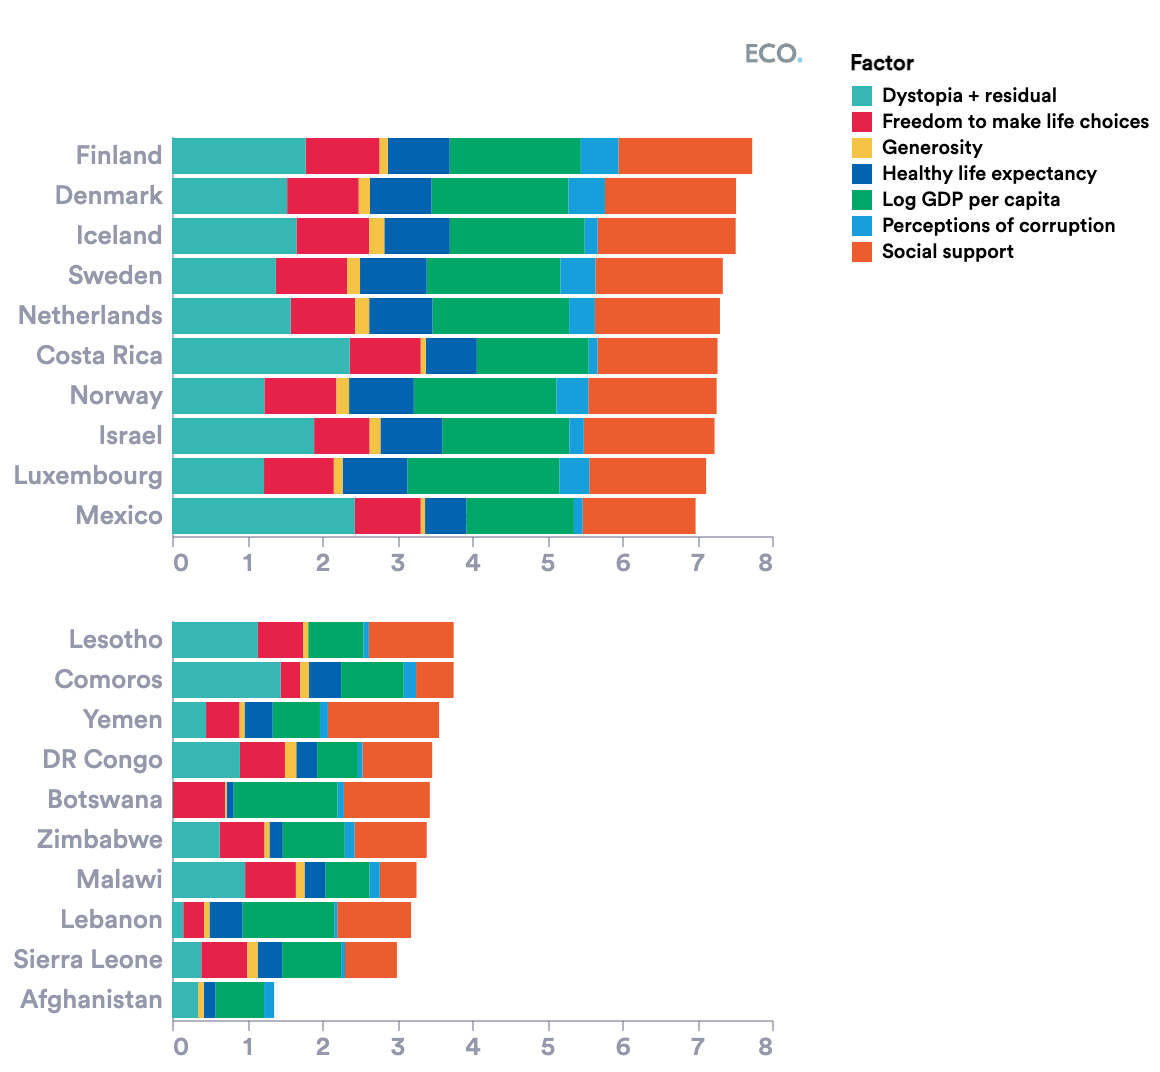 ECO.
Factor
Dystopia + residual
Freedom to make life choices
Generosity
Healthy life expectancy
Log GDP per capita
Perceptions of corruption
Social support
Finland
Denmark
Iceland
Sweden
Netherlands
Costa Rica
Norway
Israel
Luxembourg
Mexico
0 1 2 3 4 5 6 7 8
Lesotho
Comoros
Yemen
DR Congo
Botswana
Zimbabwe
Malawi
Lebanon
Sierra Leone
Afghanistan
0 1 2 3 4 5 6 7 8